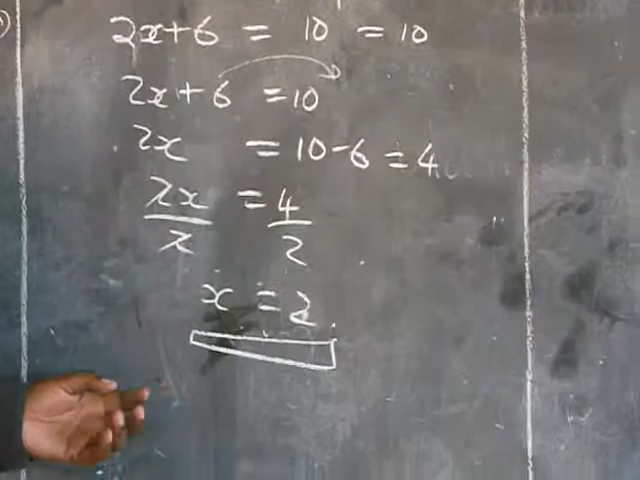 2x+6 = 10 = 10
2x+6 = 10
2x = 10-6 = 4
2x/2 = 4/2
x = 2